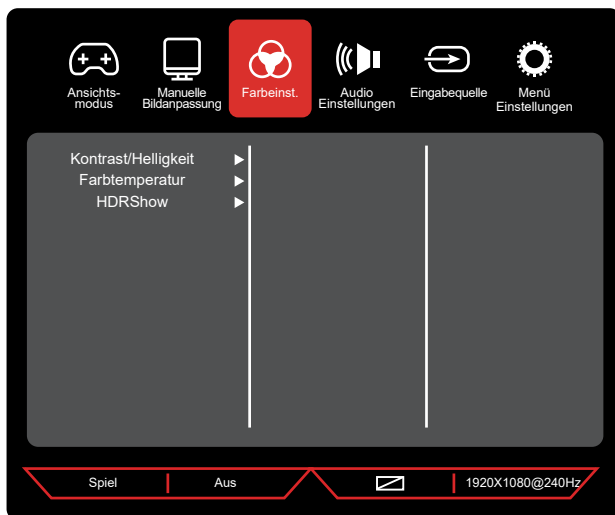 Ansichts-
modus
Manuelle
Bildanpassung
Farbeinst.
Audio
Einstellungen
Eingabequelle
Menü
Einstellungen
Kontrast/Helligkeit
Farbtemperatur
HDRShow
Spiel
Aus
1920X1080@240Hz